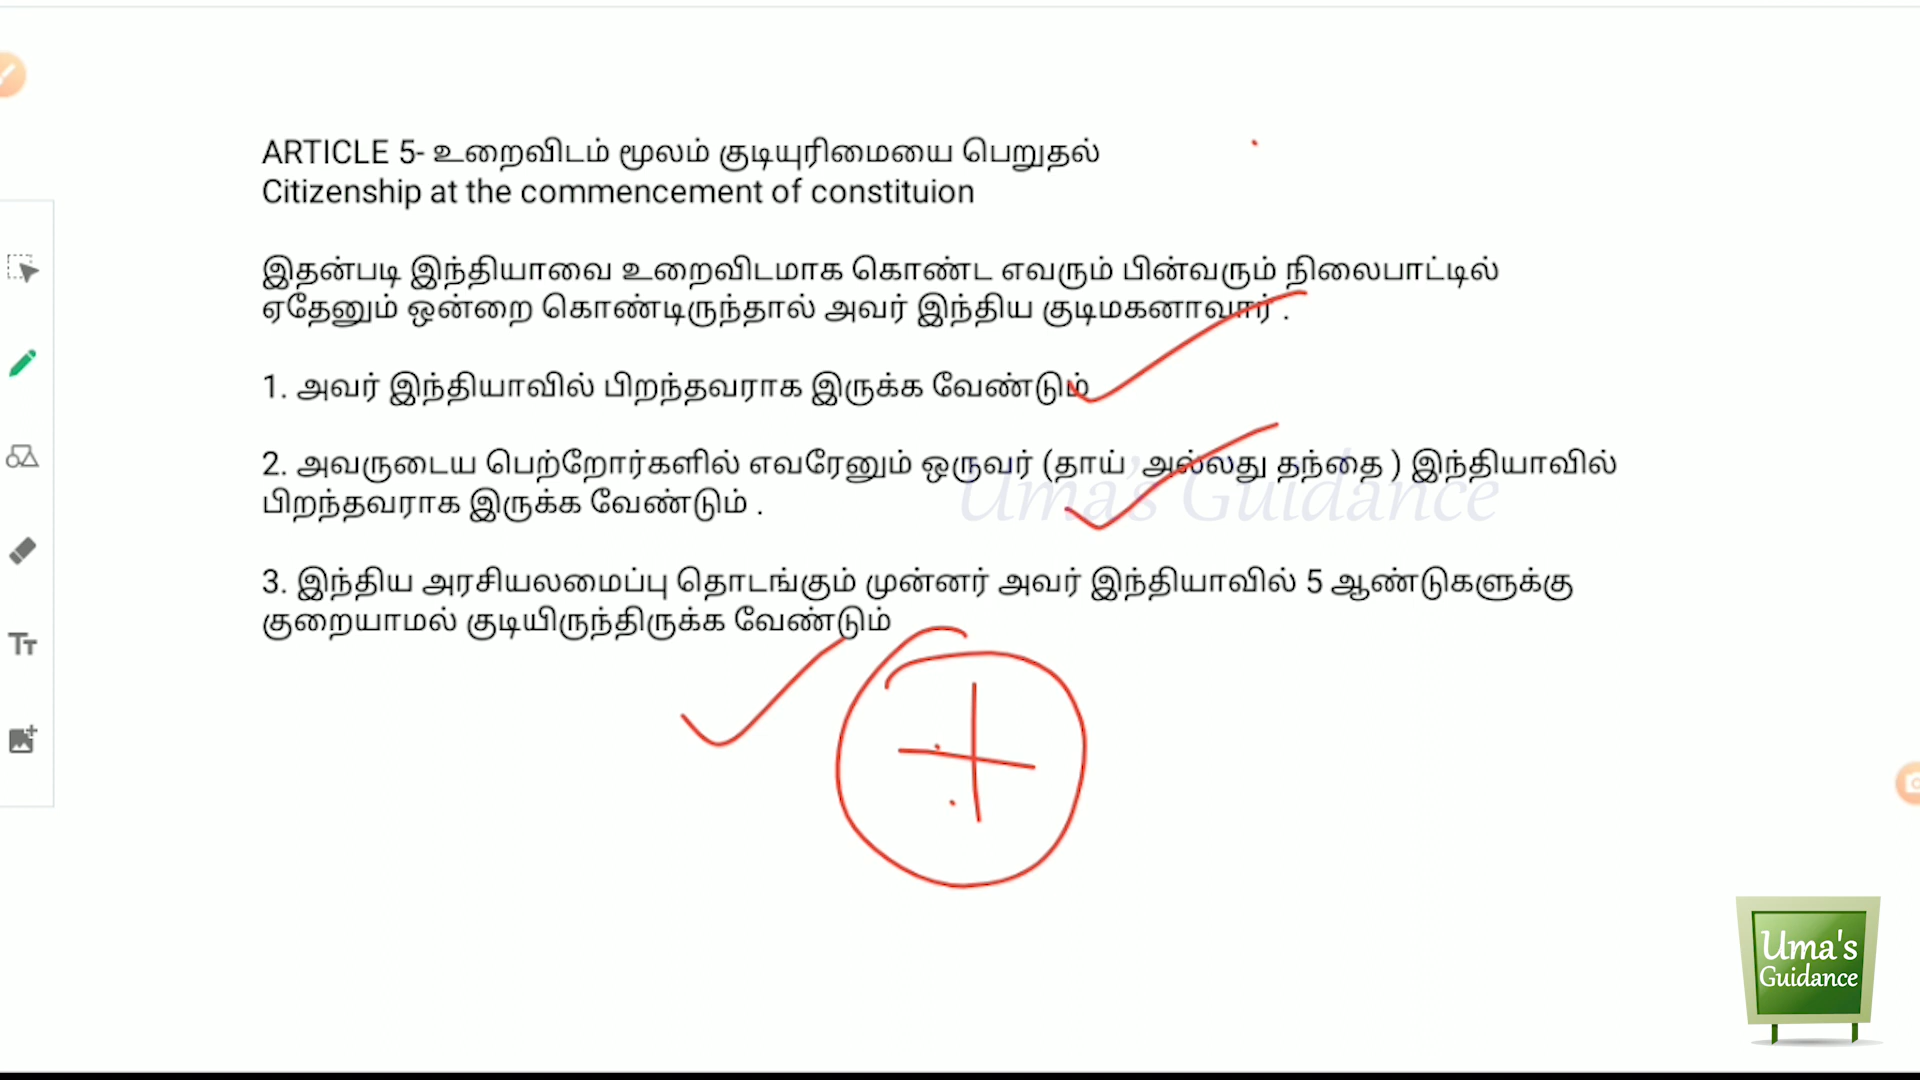 ARTICLE 5- உறைவிடம் மூலம் குடியுரிமையை பெறுதல்
Citizenship at the commencement of constituion
இதன்படி இந்தியாவை உறைவிடமாக கொண்ட எவரும் பின்வரும் நிலைபாட்டில்
ஏதேனும் ஒன்றை கொண்டிருந்தால் அவர் இந்திய குடிமகனாவார் .
1. அவர் இந்தியாவில் பிறந்தவராக இருக்க வேண்டும்
2. அவருடைய பெற்றோர்களில் எவரேனும் ஒருவர் (தாய் அல்லது தந்தை ) இந்தியாவில்
பிறந்தவராக இருக்க வேண்டும் .
Uma's Guidance
3. இந்திய அரசியலமைப்பு தொடங்கும் முன்னர் அவர் இந்தியாவில் 5 ஆண்டுகளுக்கு
குறையாமல் குடியிருந்திருக்க வேண்டும்
TT
Uma's
Guidance